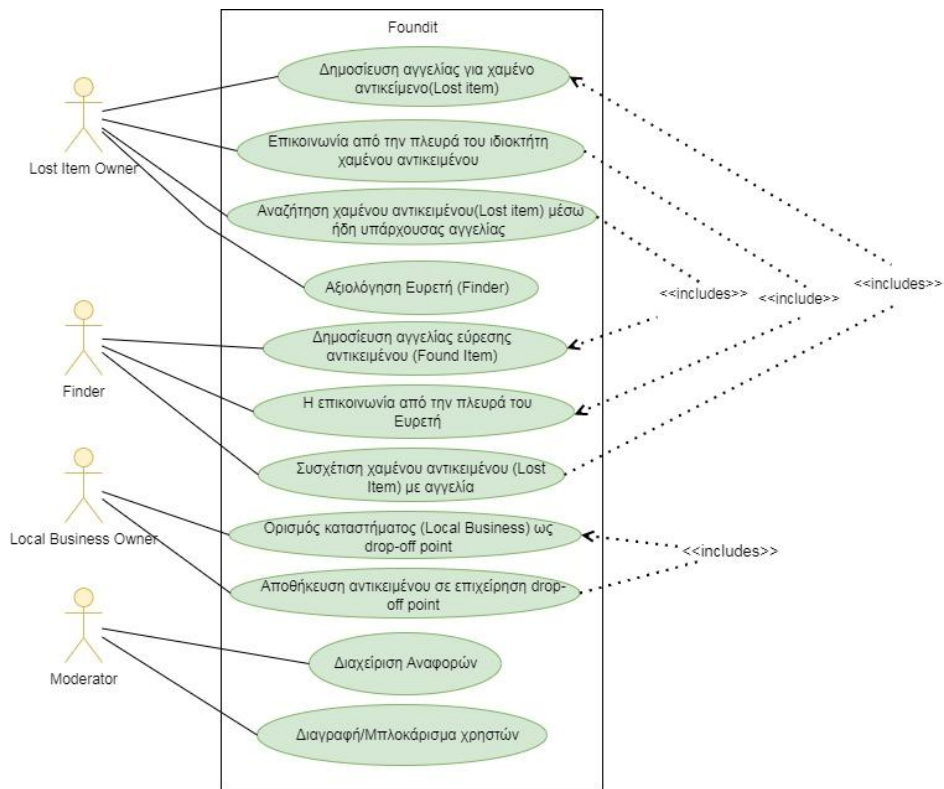 Foundit
Δημοσίευση αγγελίας για χαμένο
αντικείμενο(Lost item)
Lost Item Owner
Επικοινωνία από την πλευρά του ιδιοκτήτη
χαμένου αντικειμένου
Αναζήτηση χαμένου αντικειμένου(Lost item) μέσω
ήδη υπάρχουσας αγγελίας
Αξιολόγηση Ευρετή (Finder)
<<includes>>
<<include>>
<<includes>>
Δημοσίευση αγγελίας εύρεσης
αντικειμένου (Found Item)
Finder
Η επικοινωνία από την πλευρά του
Ευρετή
Συσχέτιση χαμένου αντικειμένου (Lost
Item) με αγγελία
Local Business Owner
Ορισμός καταστήματος (Local Business) ως
drop-off point
<<includes>>
Αποθήκευση αντικειμένου σε επιχείρηση drop-
off point
Moderator
Διαχείριση Αναφορών
Διαγραφή/Μπλοκάρισμα χρηστών